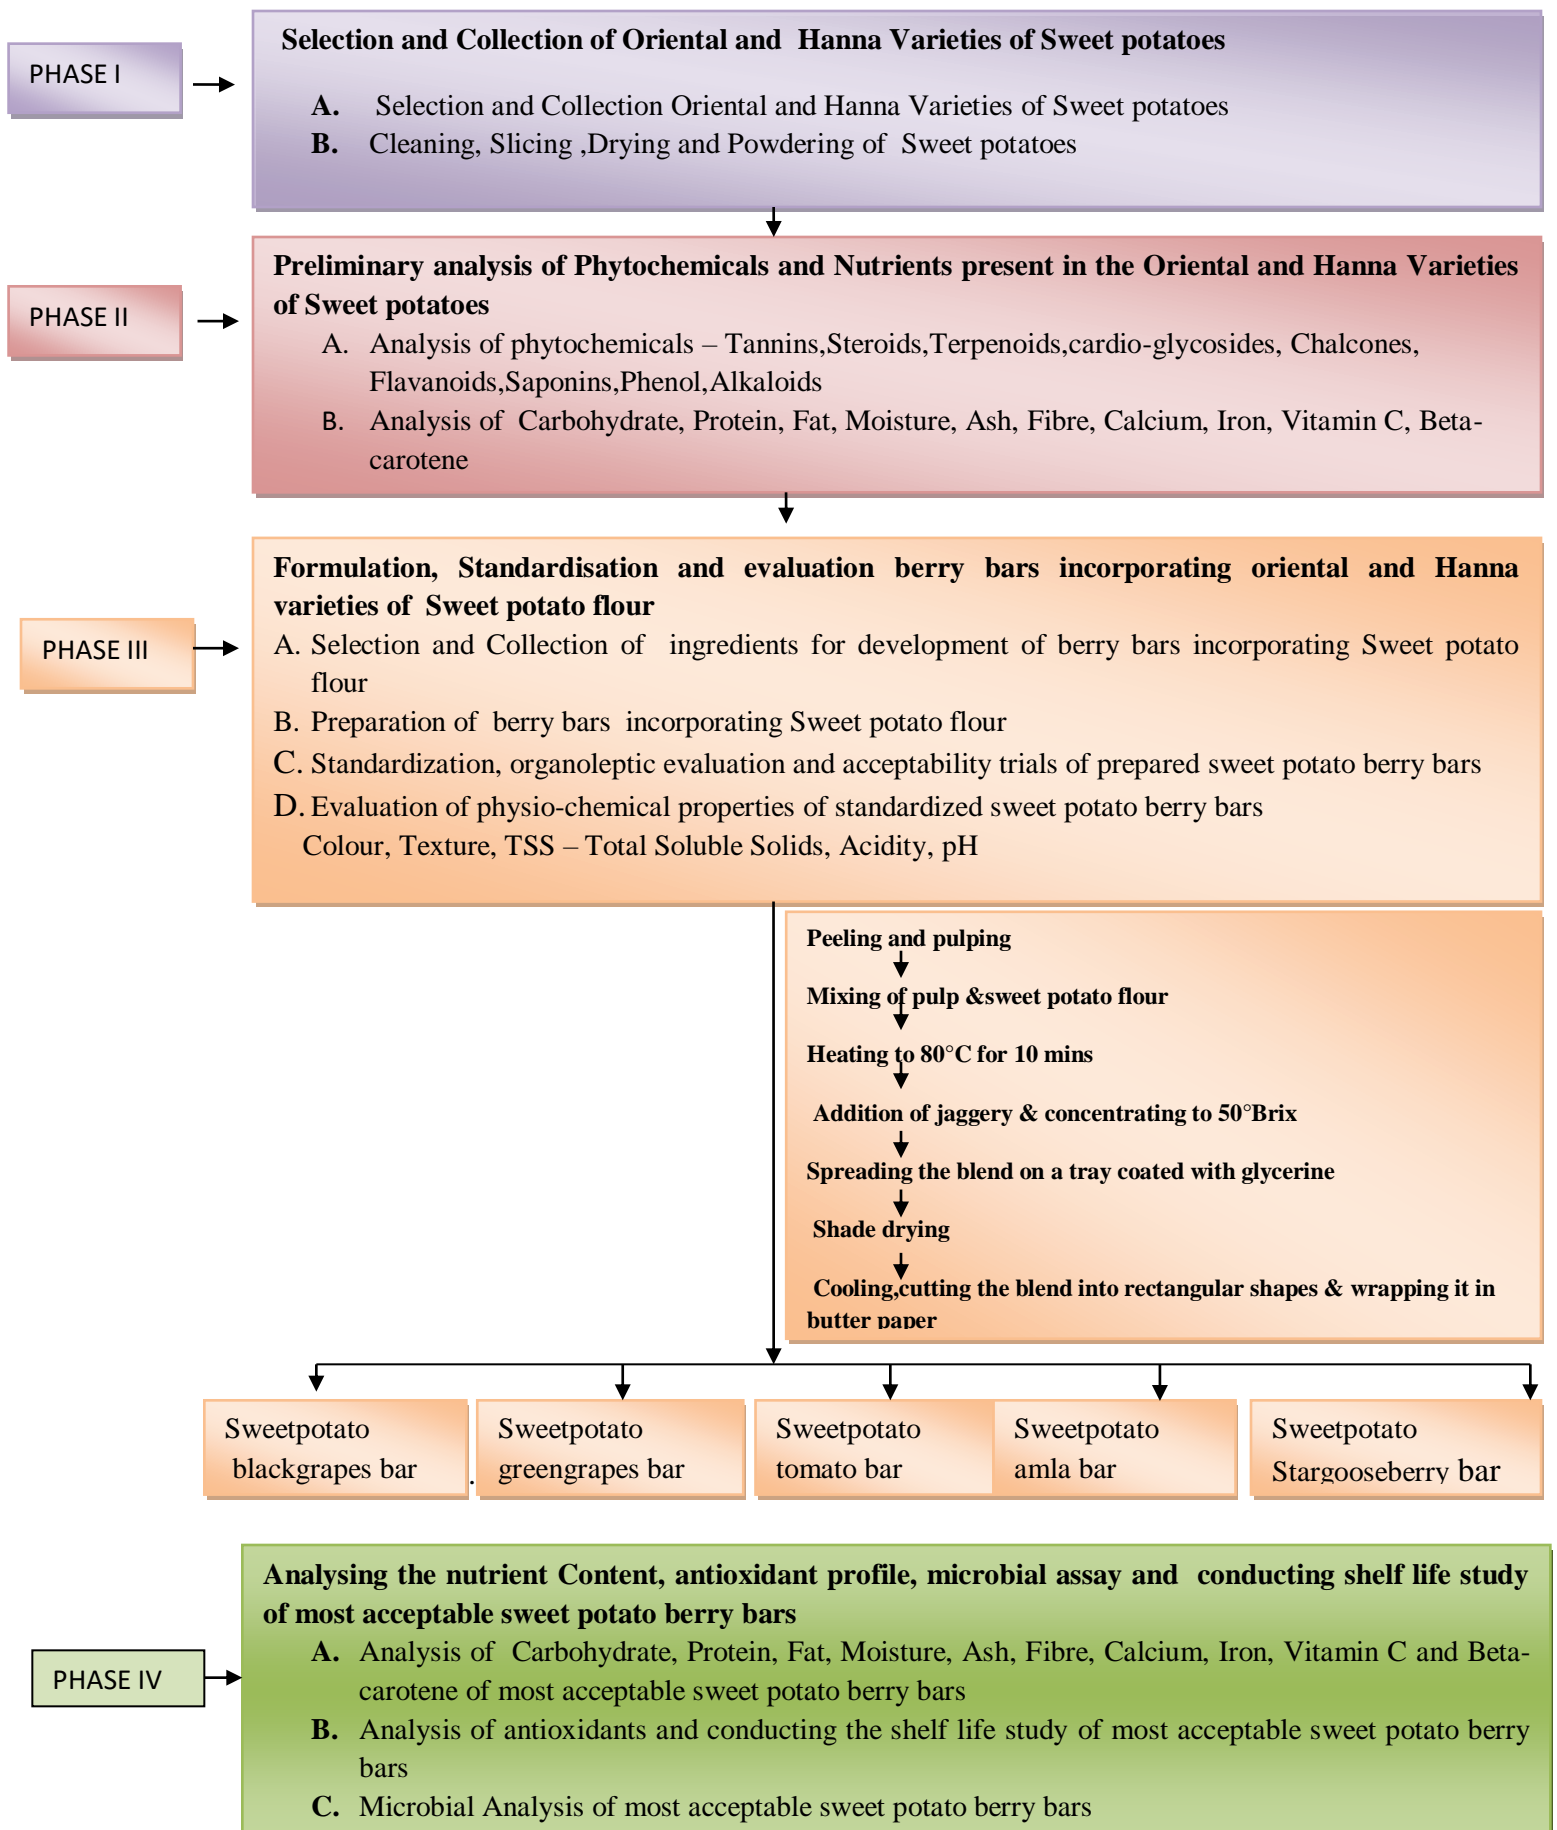 PHASE I
Selection and Collection of Oriental and Hanna Varieties of Sweet potatoes
A. Selection and Collection Oriental and Hanna Varieties of Sweet potatoes
B. Cleaning, Slicing ,Drying and Powdering of Sweet potatoes
PHASE II
Preliminary analysis of Phytochemicals and Nutrients present in the Oriental and Hanna Varieties
of Sweet potatoes
A. Analysis of phytochemicals – Tannins,Steroids,Terpenoids,cardio-glycosides, Chalcones,
Flavanoids,Saponins,Phenol,Alkaloids
B. Analysis of Carbohydrate, Protein, Fat, Moisture, Ash, Fibre, Calcium, Iron, Vitamin C, Beta-
carotene
PHASE III
Formulation, Standardisation and evaluation berry bars incorporating oriental and Hanna
varieties of Sweet potato flour
A. Selection and Collection of ingredients for development of berry bars incorporating Sweet potato
flour
B. Preparation of berry bars incorporating Sweet potato flour
C. Standardization, organoleptic evaluation and acceptability trials of prepared sweet potato berry bars
D. Evaluation of physio-chemical properties of standardized sweet potato berry bars
Colour, Texture, TSS – Total Soluble Solids, Acidity, pH
Peeling and pulping
Mixing of pulp &sweet potato flour
Heating to 80°C for 10 mins
Addition of jaggery & concentrating to 50°Brix
Spreading the blend on a tray coated with glycerine
Shade drying
Cooling,cutting the blend into rectangular shapes & wrapping it in
butter paper
Sweetpotato
blackgrapes bar
.
Sweetpotato
greengrapes bar
Sweetpotato
tomato bar
Sweetpotato
amla bar
Sweetpotato
Stargooseberry bar
PHASE IV
Analysing the nutrient Content, antioxidant profile, microbial assay and conducting shelf life study
of most acceptable sweet potato berry bars
A. Analysis of Carbohydrate, Protein, Fat, Moisture, Ash, Fibre, Calcium, Iron, Vitamin C and Beta-
carotene of most acceptable sweet potato berry bars
B. Analysis of antioxidants and conducting the shelf life study of most acceptable sweet potato berry
bars
C. Microbial Analysis of most acceptable sweet potato berry bars